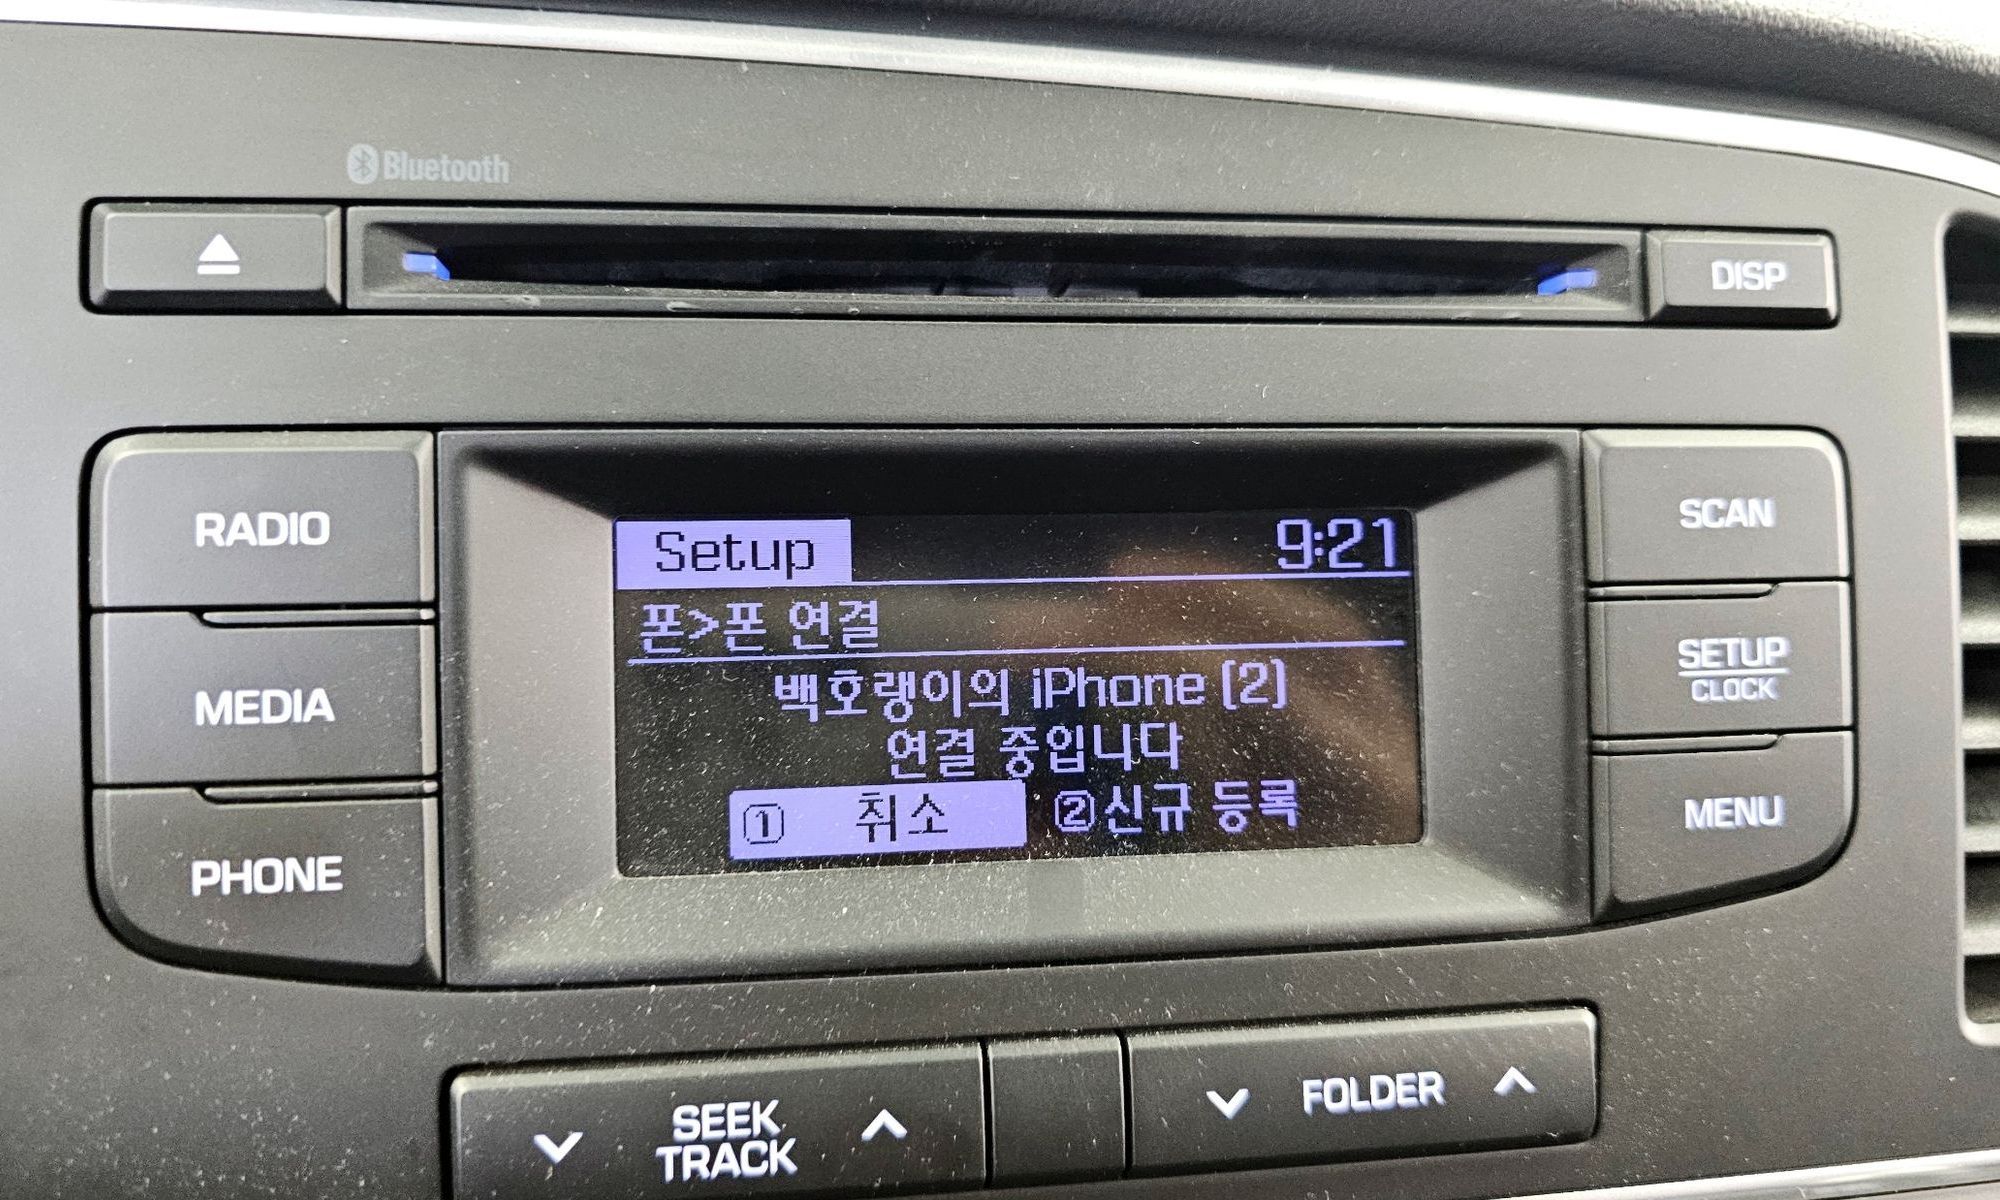 Bluetooth
DISP
RADIO
MEDIA
PHONE
Setup 9:21
폰>폰 연결
백호랭이의 iPhone (2)
연결 중입니다
① 취소 ②신규 등록
SCAN
SETUP
CLOCK
MENU
SEEK
TRACK
FOLDER